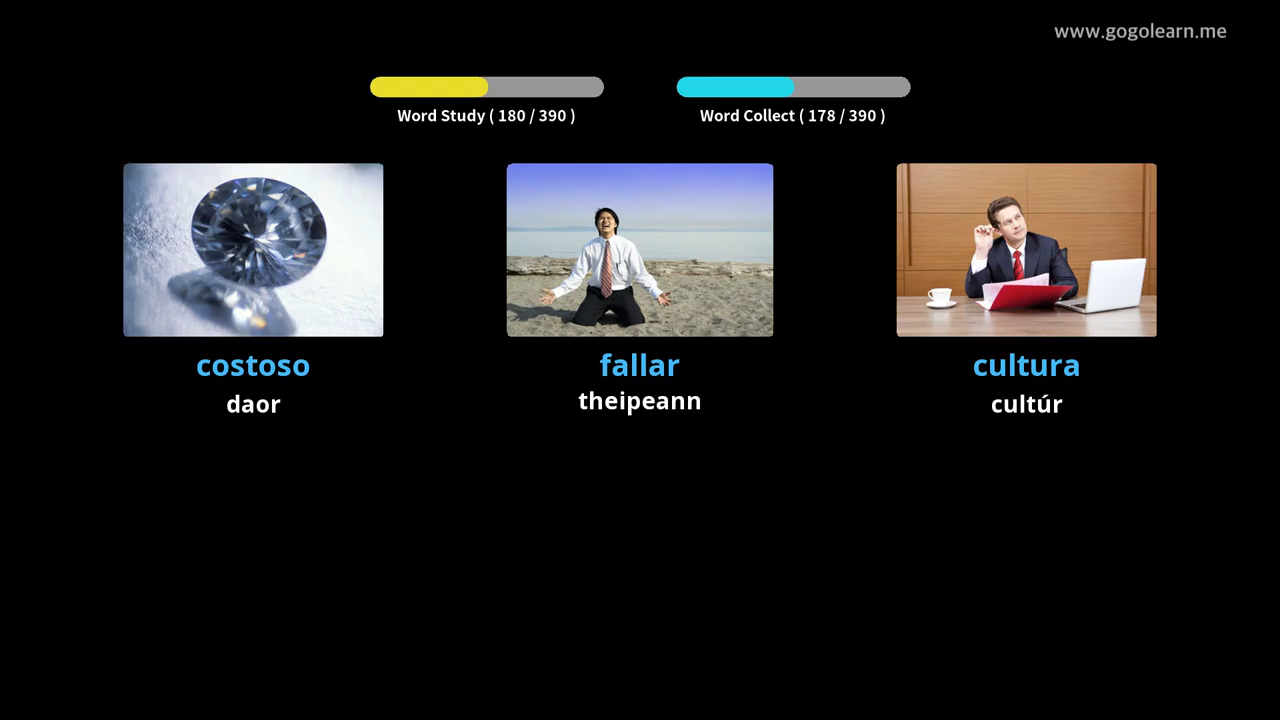 www.gogolearn.me
Word Study ( 180 / 390 )
Word Collect ( 178 / 390 )
costoso
daor
fallar
theipeann
cultura
cultúr